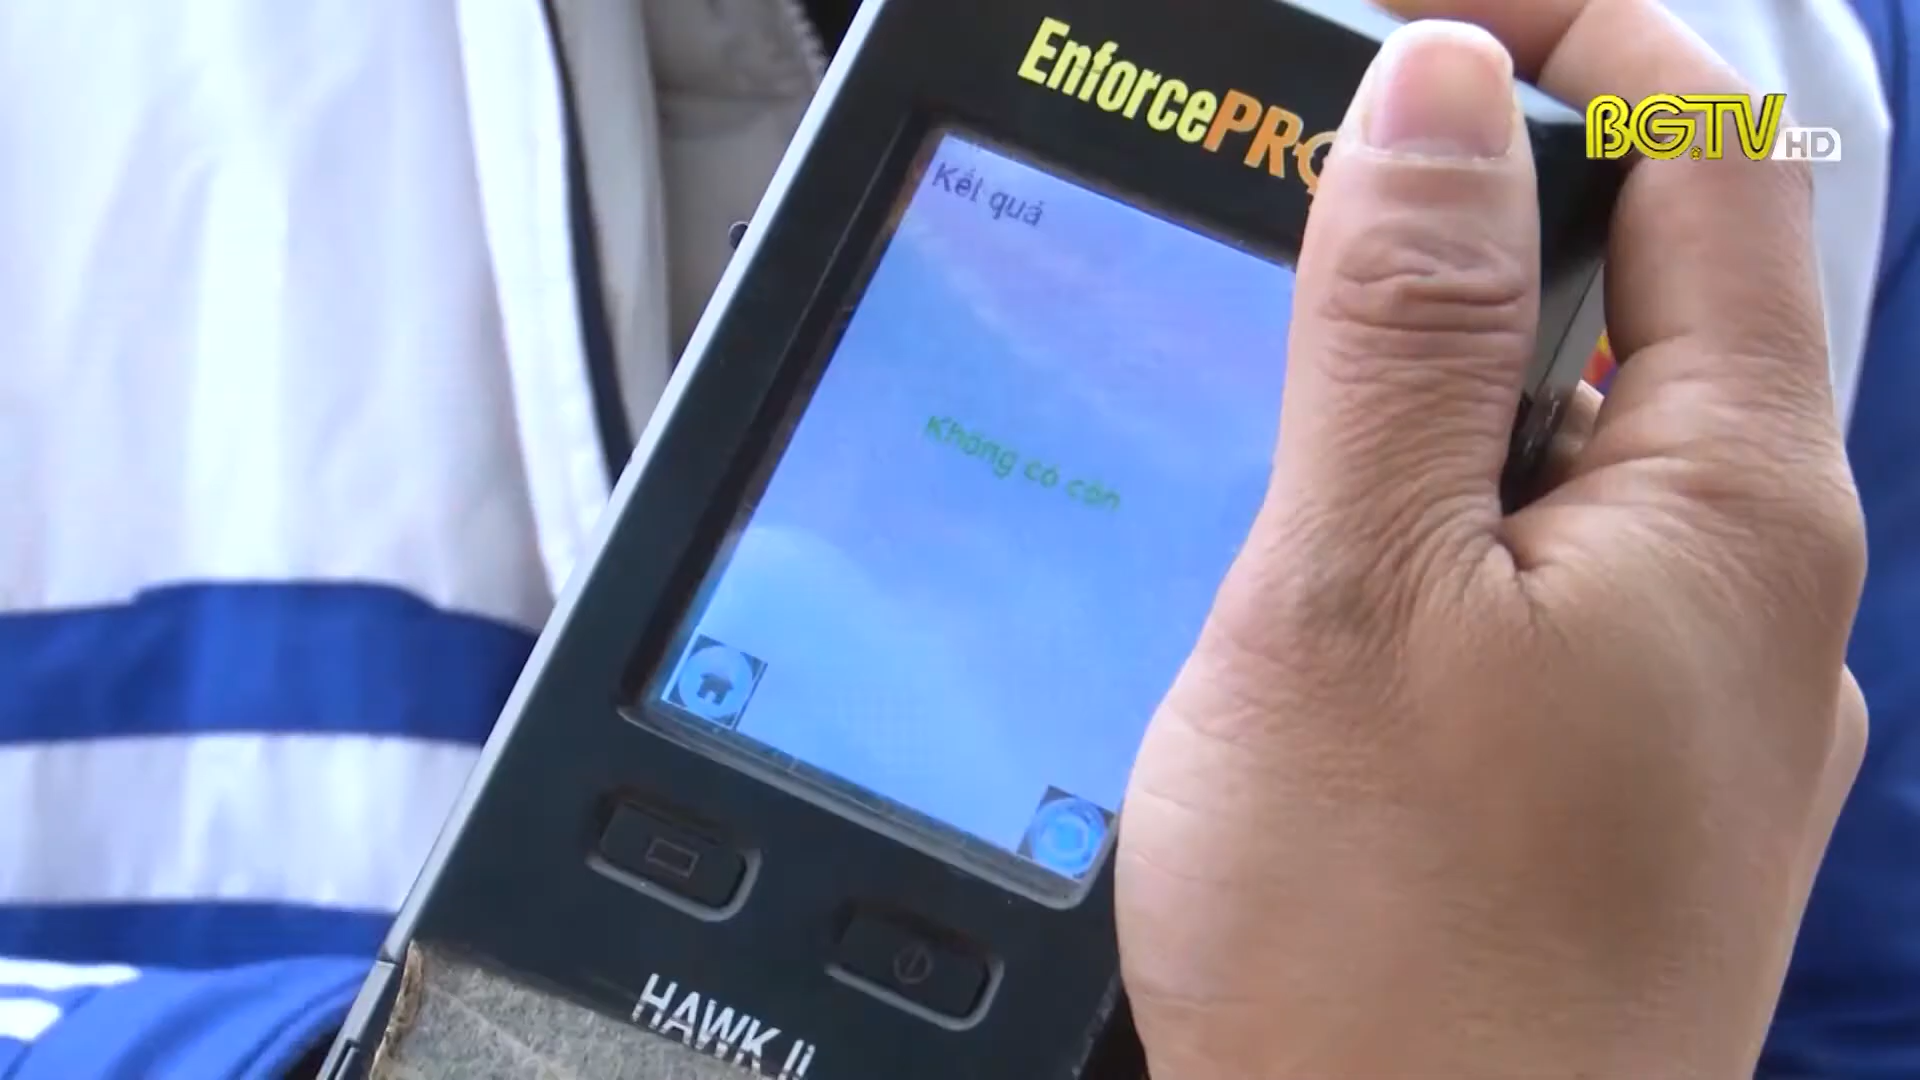 EnforcePRO
BGTV HD
Kết quả
Không có cồn
HAWK II